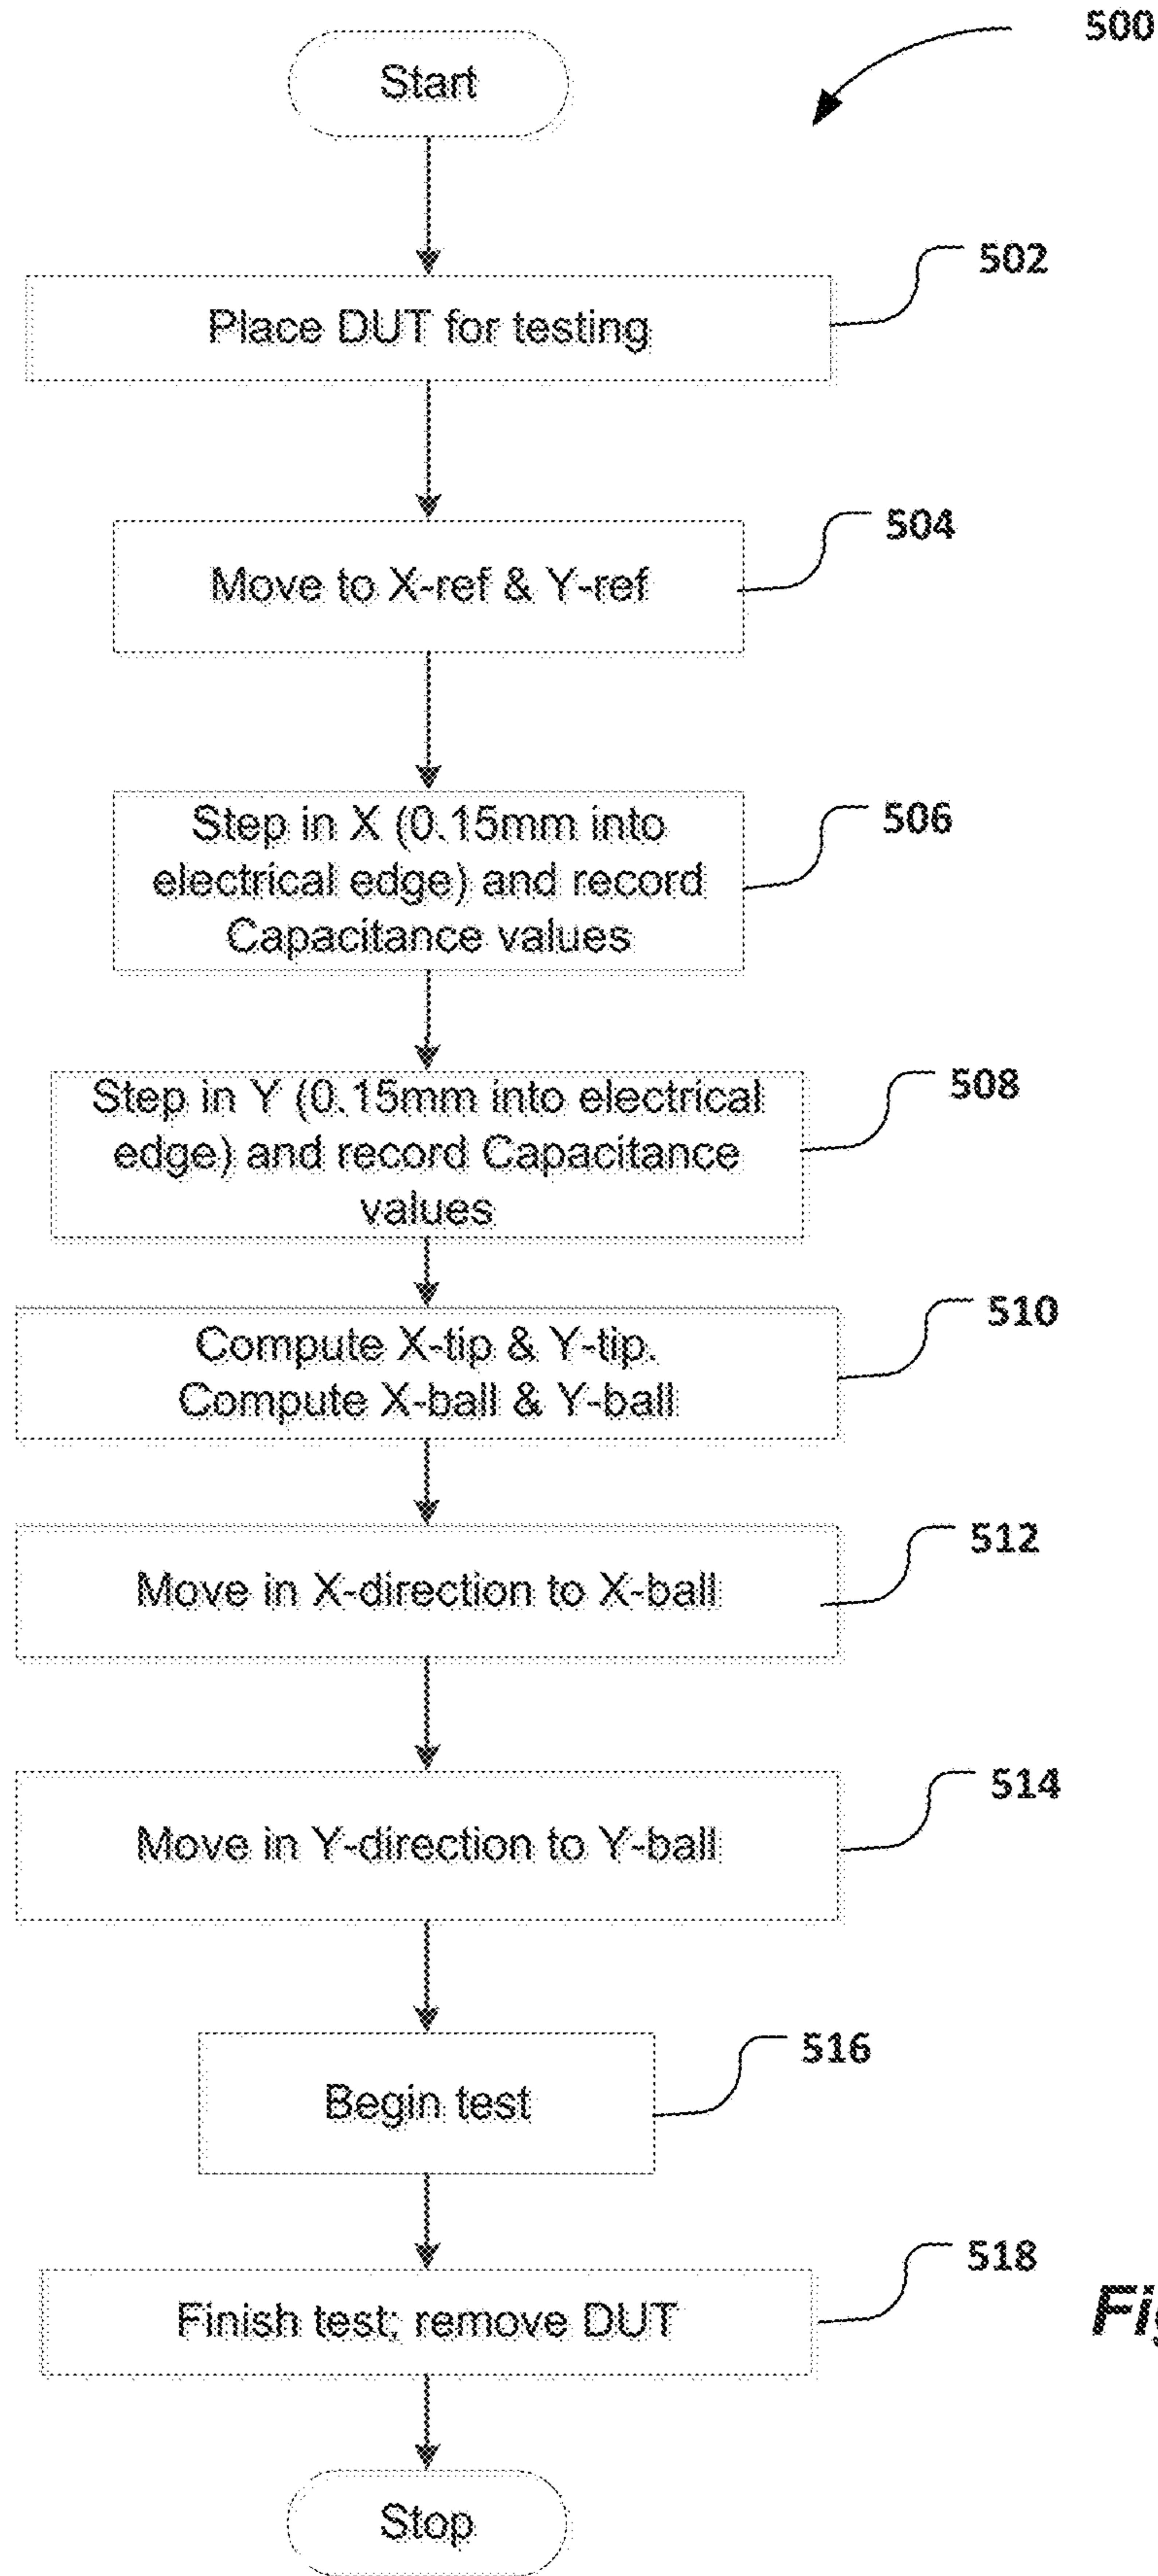 500
Start
502
Place DUT for testing
504
Move to X-ref & Y-ref
506
Step in X (0.15mm into
electrical edge) and record
Capacitance values
508
Step in Y (0.15mm into electrical
edge) and record Capacitance
values
510
Compute X-tip & Y-tip.
Compute X-ball & Y-ball
512
Move in X-direction to X-ball
514
Move in Y-direction to Y-ball
516
Begin test
518
Finish test; remove DUT
Stop